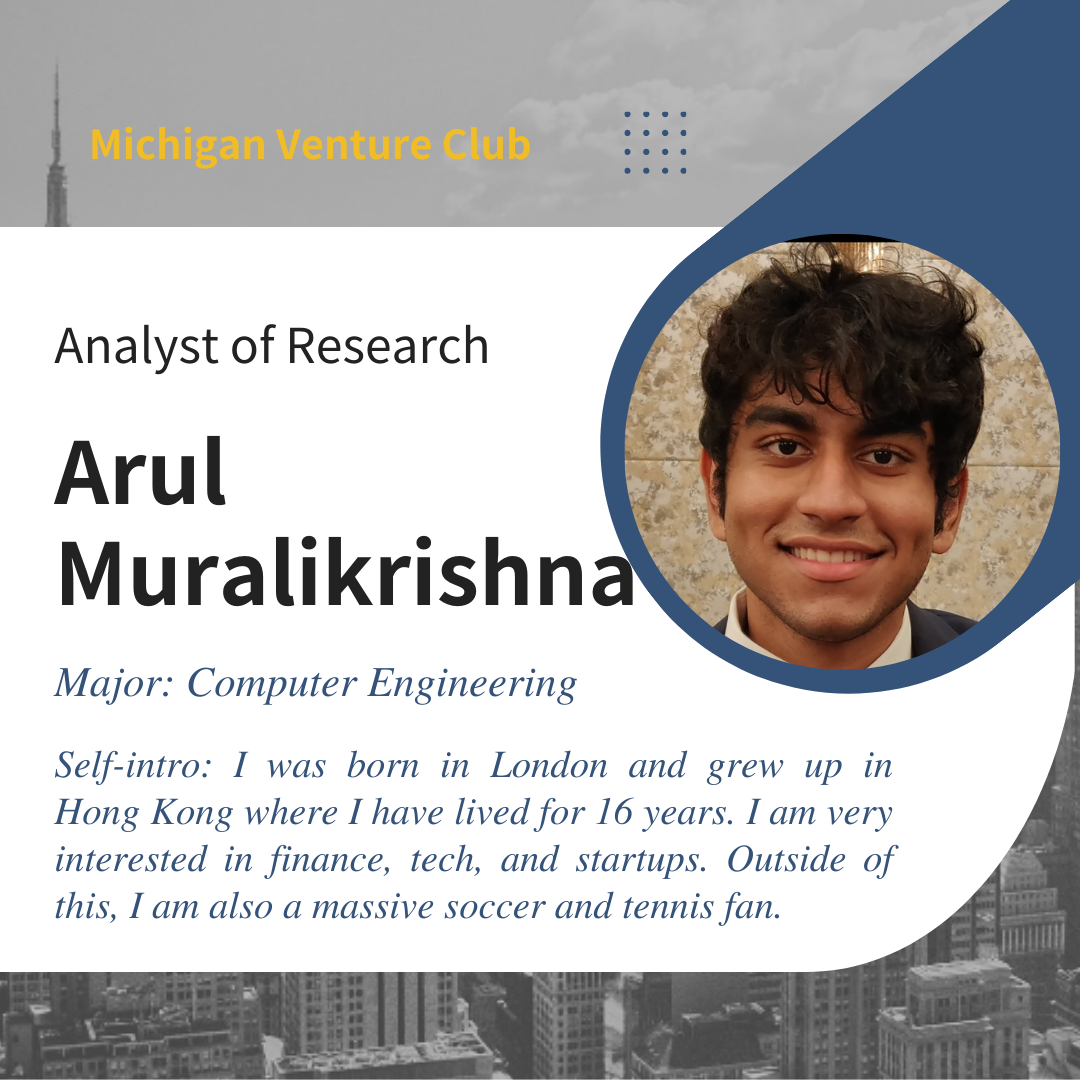 Michigan Venture Club
Analyst of Research
Arul
Muralikrishna
Major: Computer Engineering
Self-intro: I was born in London and grew up in
Hong Kong where I have lived for 16 years. I am very
interested in finance, tech, and startups. Outside of
this, I am also a massive soccer and tennis fan.